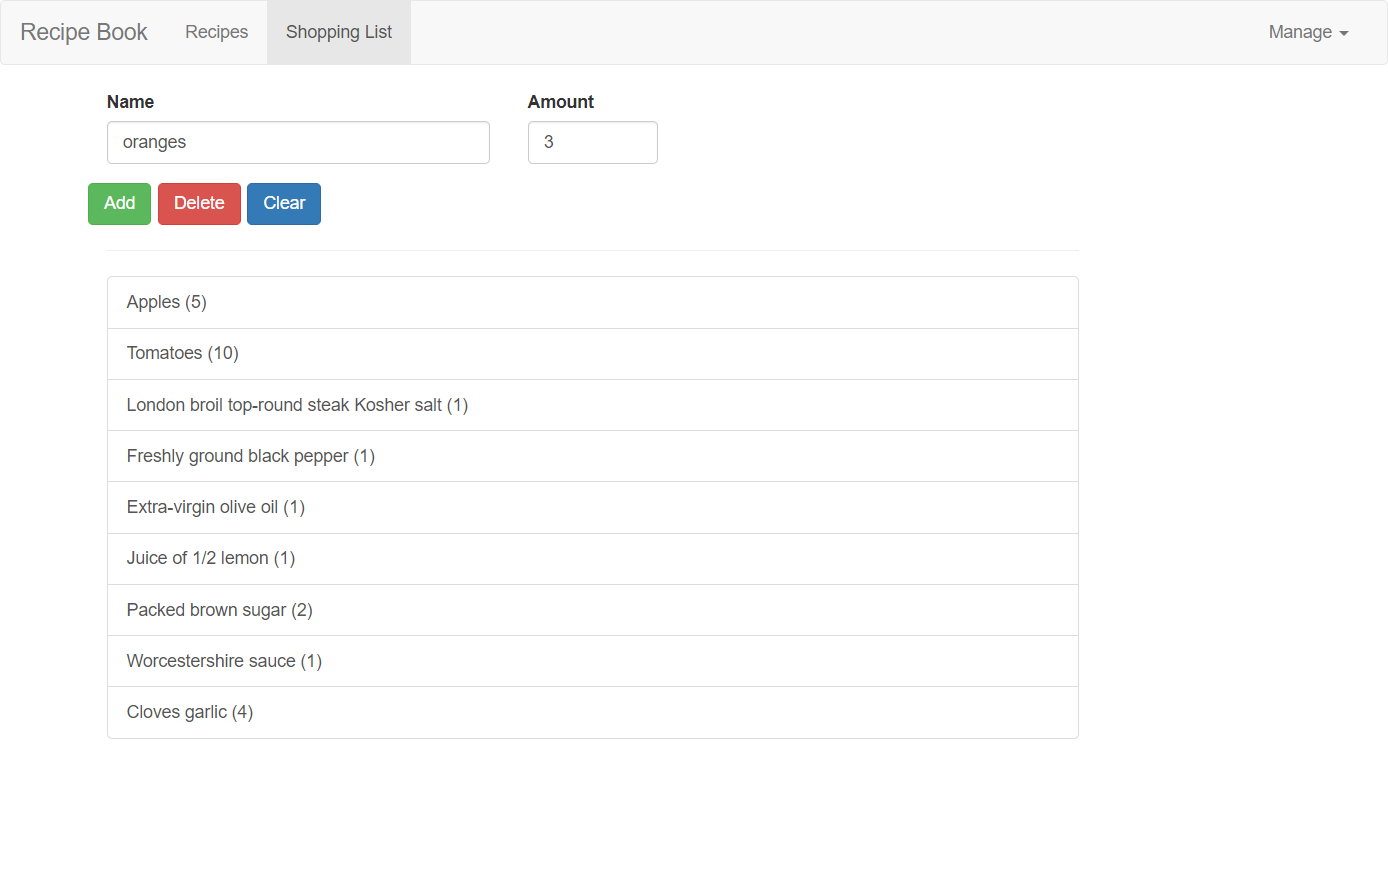 Recipe Book Recipes Shopping List Manage
Name Amount
oranges 3
Add Delete Clear
Apples (5)
Tomatoes (10)
London broil top-round steak Kosher salt (1)
Freshly ground black pepper (1)
Extra-virgin olive oil (1)
Juice of 1/2 lemon (1)
Packed brown sugar (2)
Worcestershire sauce (1)
Cloves garlic (4)